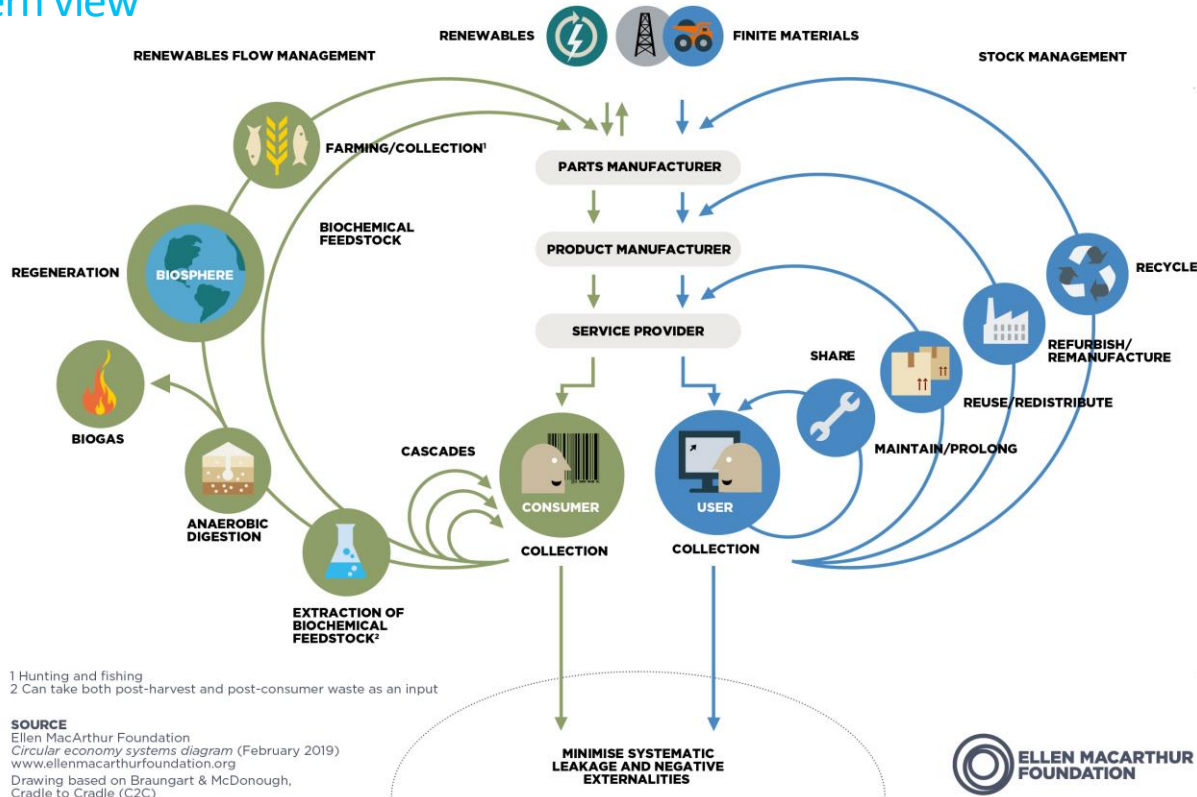 RENEWABLES
FINITE MATERIALS
RENEWABLES FLOW MANAGEMENT
STOCK MANAGEMENT
FARMING/COLLECTION¹
PARTS MANUFACTURER
BIOCHEMICAL
FEEDSTOCK
PRODUCT MANUFACTURER
REGENERATION
BIOSPHERE
RECYCLE
SERVICE PROVIDER
SHARE
REFURBISH/
REMANUFACTURE
REUSE/REDISTRIBUTE
BIOGAS
CASCADES
MAINTAIN/PROLONG
CONSUMER
USER
ANAEROBIC
DIGESTION
COLLECTION
COLLECTION
EXTRACTION OF
BIOCHEMICAL
FEEDSTOCK²
1 Hunting and fishing
2 Can take both post-harvest and post-consumer waste as an input
SOURCE
Ellen MacArthur Foundation
Circular economy systems diagram (February 2019)
www.ellenmacarthurfoundation.org
Drawing based on Braungart & McDonough,
Cradle to Cradle (C2C)
MINIMISE SYSTEMATIC
LEAKAGE AND NEGATIVE
EXTERNALITIES
ELLEN MACARTHUR
FOUNDATION